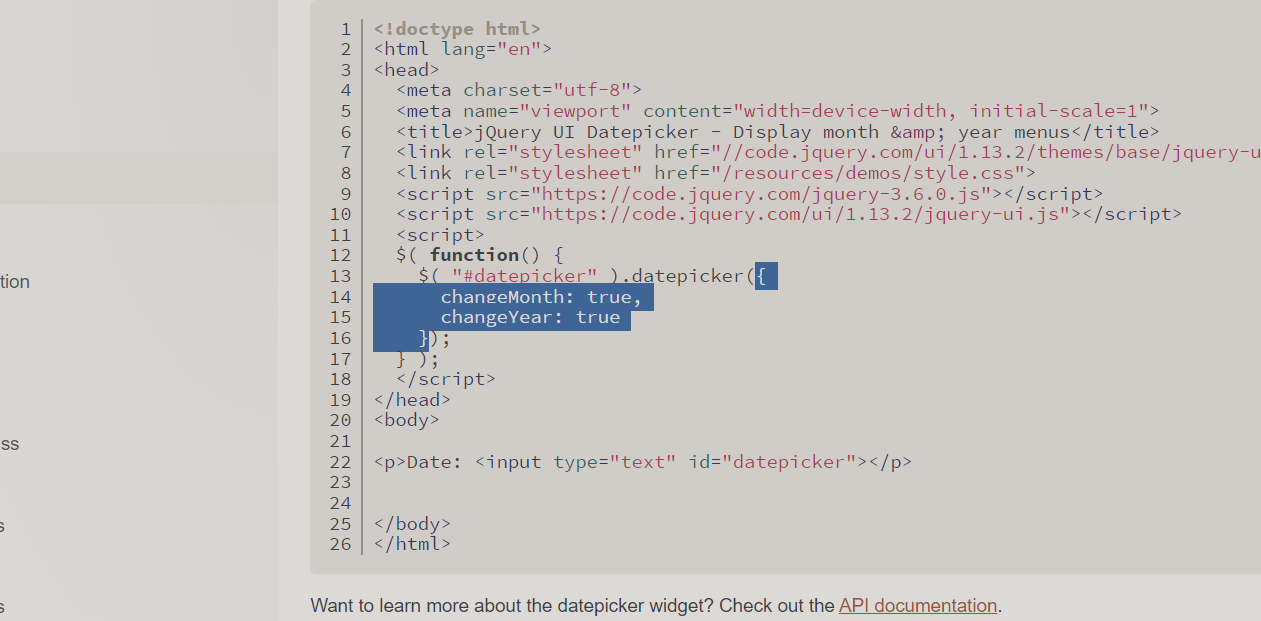 1 <!doctype html>
2 <html lang="en">
3 <head>
4   <meta charset="utf-8">
5   <meta name="viewport" content="width=device-width, initial-scale=1">
6   <title>jQuery UI Datepicker - Display month &amp; year menus</title>
7   <link rel="stylesheet" href="//code.jquery.com/ui/1.13.2/themes/base/jquery-u
8   <link rel="stylesheet" href="/resources/demos/style.css">
9   <script src="https://code.jquery.com/jquery-3.6.0.js"></script>
10   <script src="https://code.jquery.com/ui/1.13.2/jquery-ui.js"></script>
11   <script>
12   $( function() {
tion
13     $( "#datepicker" ).datepicker({
14       changeMonth: true,
15       changeYear: true
16     });
17   } );
18   </script>
19 </head>
20 <body>
21
ss
22 <p>Date: <input type="text" id="datepicker"></p>
23
24
25 </body>
s
26 </html>
s
Want to learn more about the datepicker widget? Check out the API documentation.